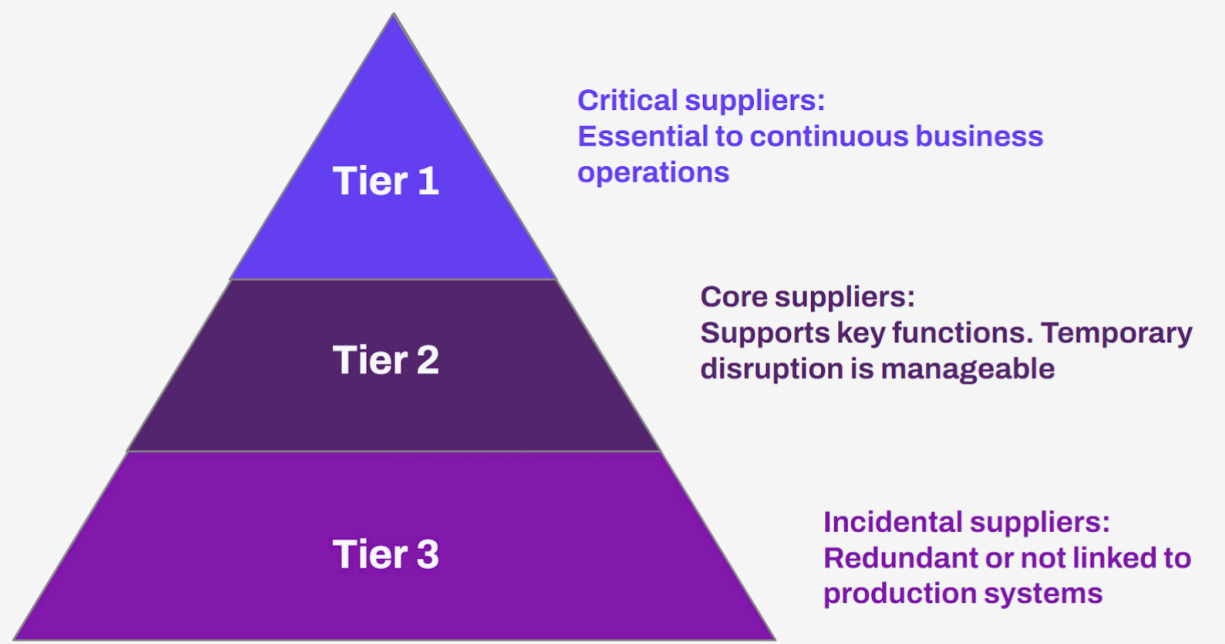 Tier 1
Critical suppliers:
Essential to continuous business
operations
Tier 2
Core suppliers:
Supports key functions. Temporary
disruption is manageable
Tier 3
Incidental suppliers:
Redundant or not linked to
production systems